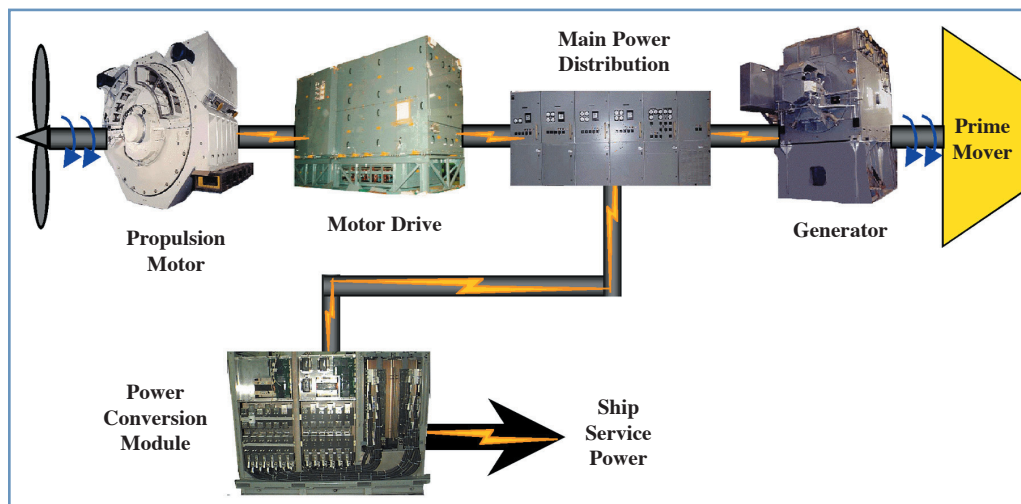 Main Power
Distribution
Prime
Mover
Propulsion
Motor
Motor Drive
Generator
Power
Conversion
Module
Ship
Service
Power